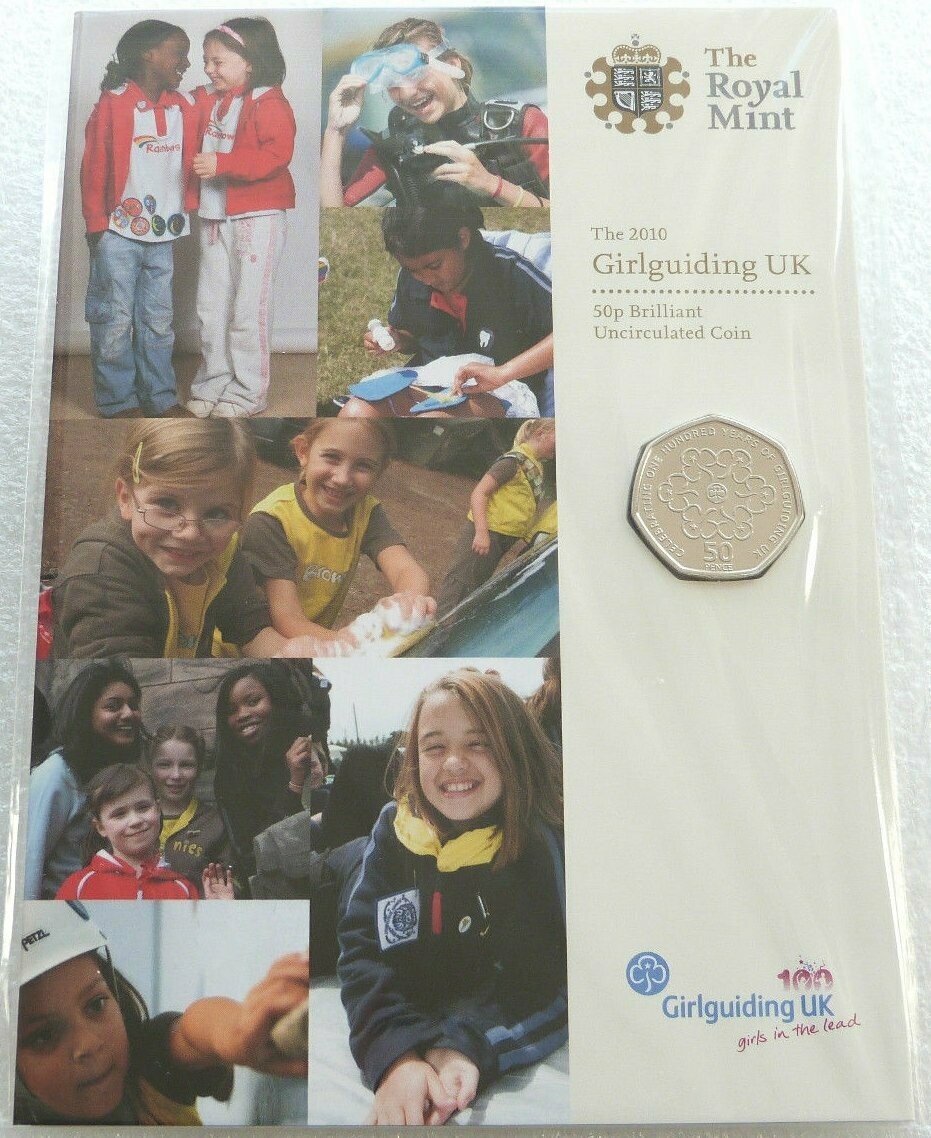 The
Royal
Mint
The 2010
Girlguiding UK
50p Brilliant
Uncirculated Coin
CELEBRATING ONE HUNDRED YEARS OF GIRLGUIDING UK
50
PENCE
Rainbows
PETZL
100
Girlguiding UK
girls in the lead